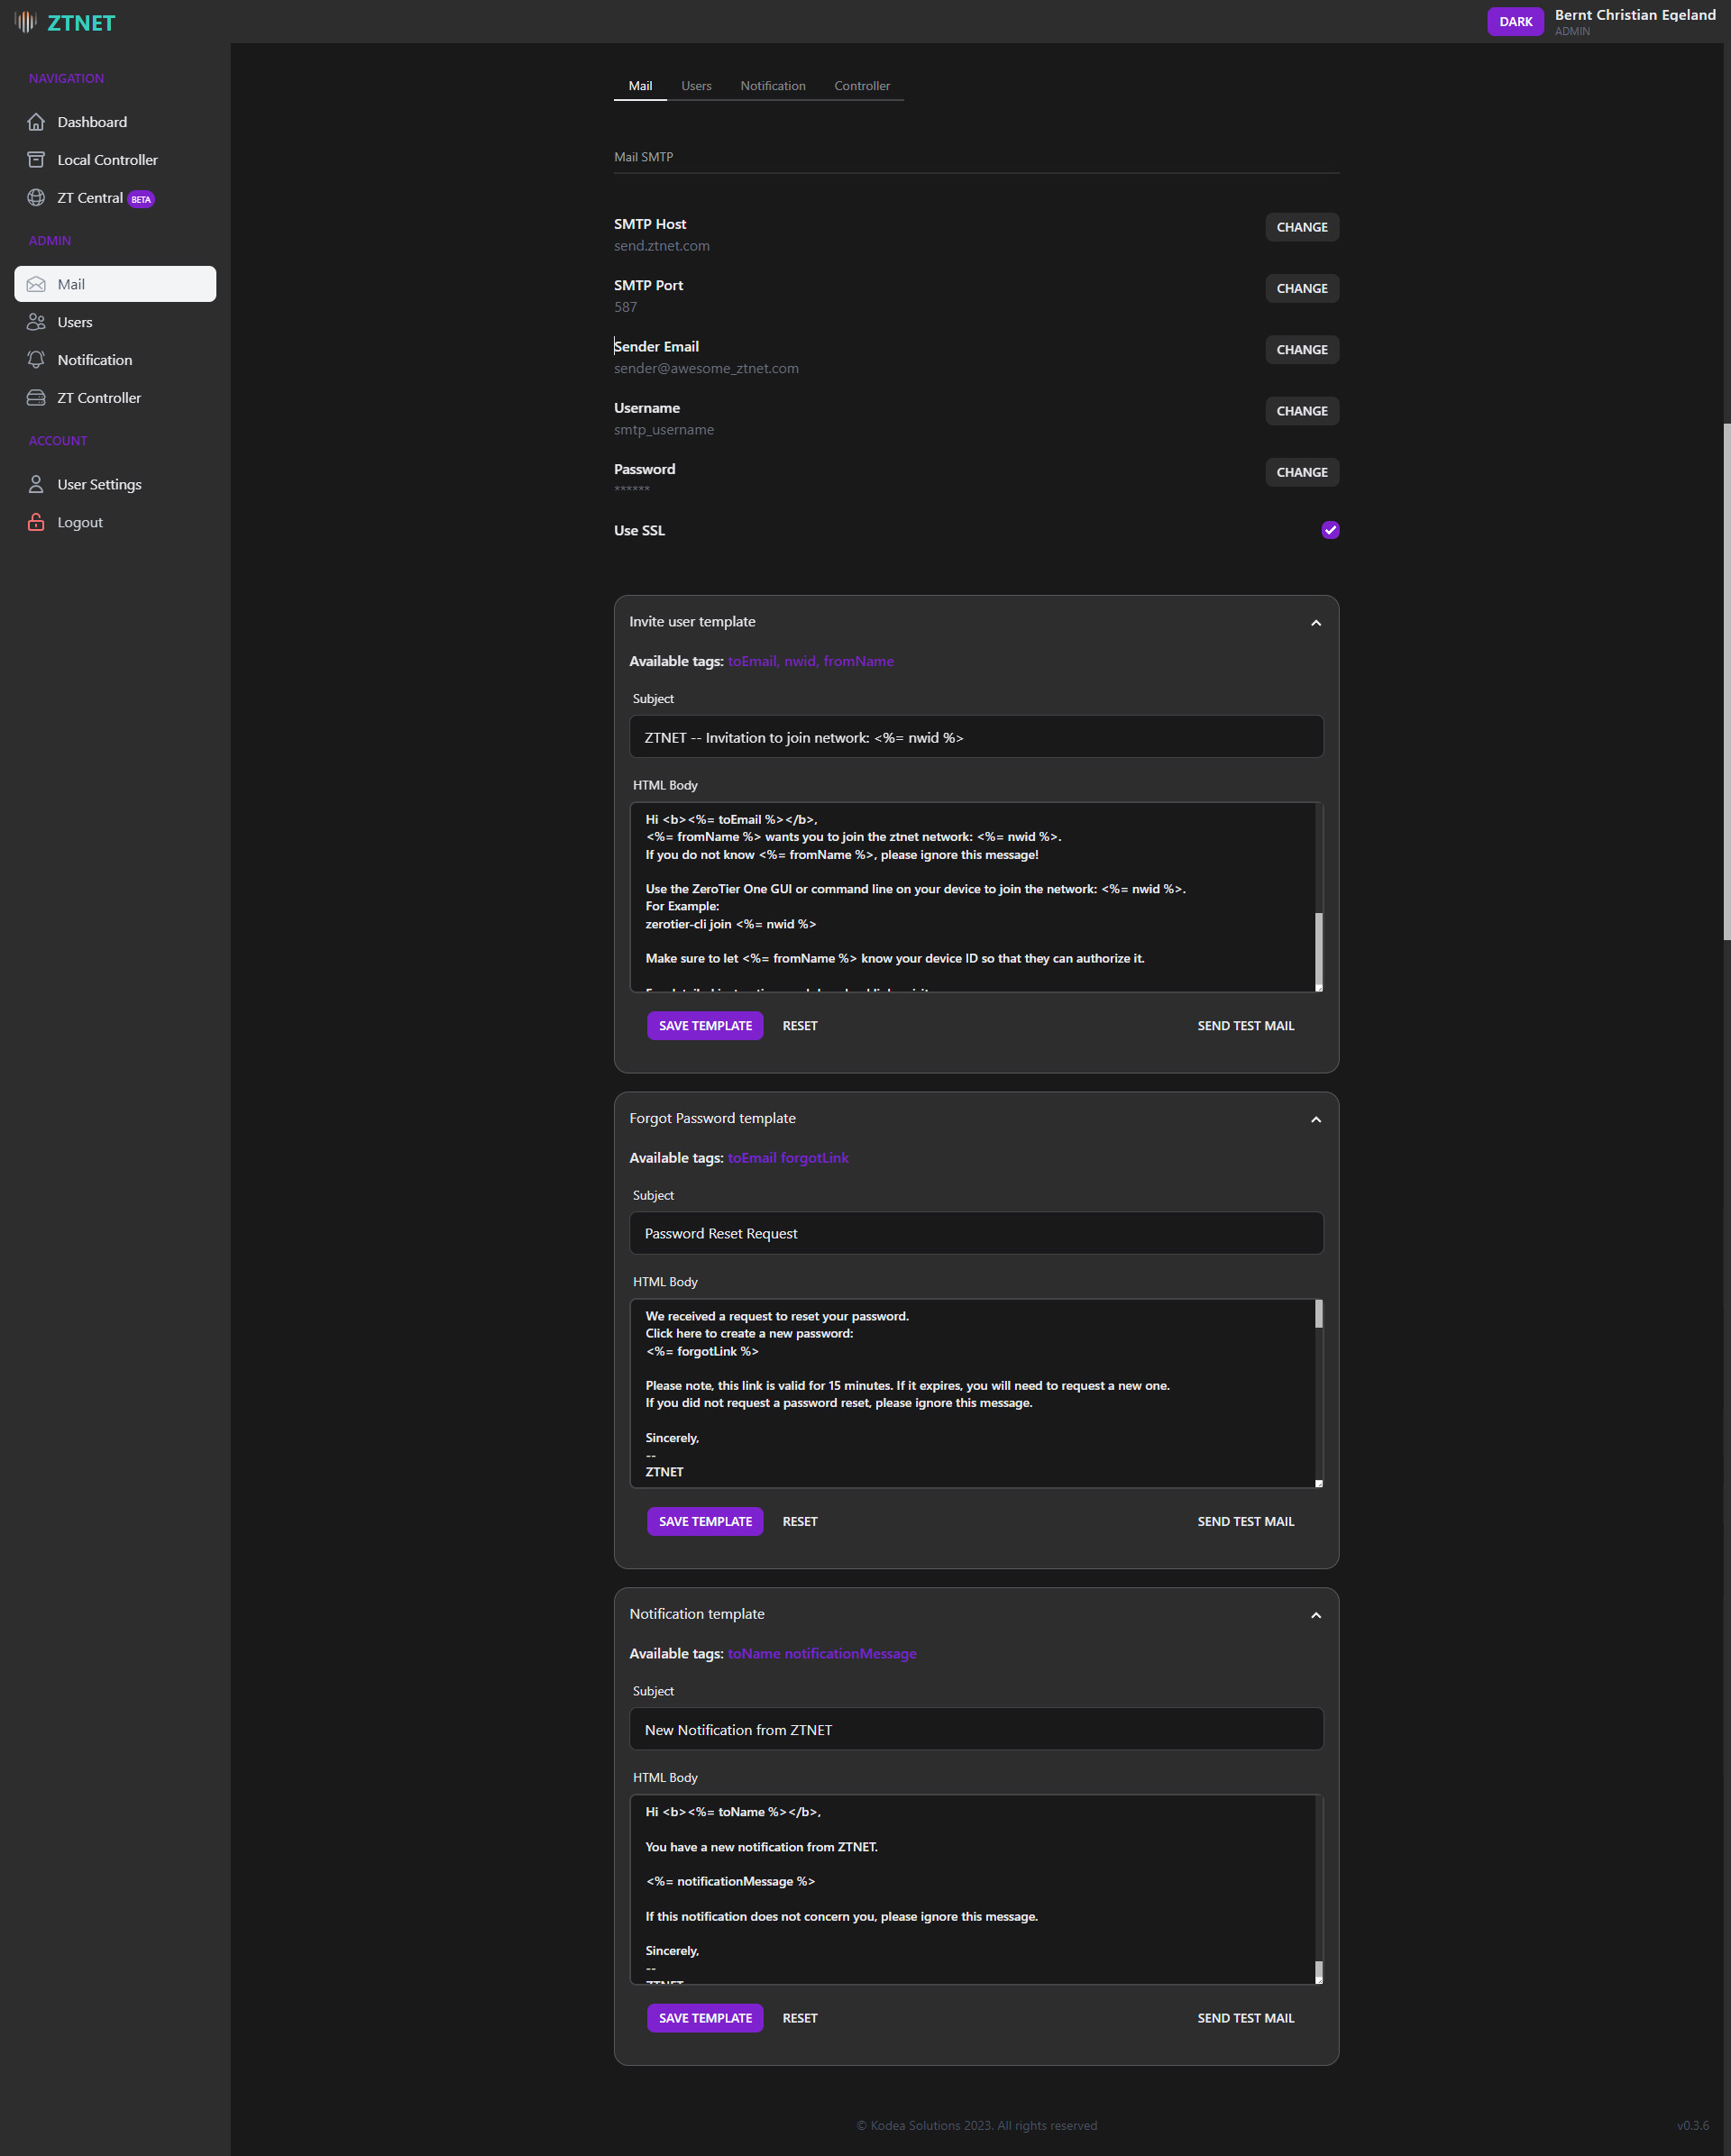 ZTNET
DARK
Bernt Christian Egeland
ADMIN
NAVIGATION
Dashboard
Local Controller
ZT Central BETA
ADMIN
Mail
Users
Notification
ZT Controller
ACCOUNT
User Settings
Logout
Mail Users Notification Controller
Mail SMTP
SMTP Host
send.ztnet.com
CHANGE
SMTP Port
587
CHANGE
Sender Email
sender@awesome_ztnet.com
CHANGE
Username
smtp_username
CHANGE
Password
******
CHANGE
Use SSL
Invite user template
Available tags: toEmail, nwid, fromName
Subject
ZTNET -- Invitation to join network: <%= nwid %>
HTML Body
Hi <b><%= toEmail %></b>,
<%= fromName %> wants you to join the ztnet network: <%= nwid %>.
If you do not know <%= fromName %>, please ignore this message!
Use the ZeroTier One GUI or command line on your device to join the network: <%= nwid %>.
For Example:
zerotier-cli join <%= nwid %>
Make sure to let <%= fromName %> know your device ID so that they can authorize it.
SAVE TEMPLATE RESET SEND TEST MAIL
Forgot Password template
Available tags: toEmail forgotLink
Subject
Password Reset Request
HTML Body
We received a request to reset your password.
Click here to create a new password:
<%= forgotLink %>
Please note, this link is valid for 15 minutes. If it expires, you will need to request a new one.
If you did not request a password reset, please ignore this message.
Sincerely,
--
ZTNET
SAVE TEMPLATE RESET SEND TEST MAIL
Notification template
Available tags: toName notificationMessage
Subject
New Notification from ZTNET
HTML Body
Hi <b><%= toName %></b>,
You have a new notification from ZTNET.
<%= notificationMessage %>
If this notification does not concern you, please ignore this message.
Sincerely,
--
ZTNET
SAVE TEMPLATE RESET SEND TEST MAIL
© Kodea Solutions 2023. All rights reserved
v0.3.6